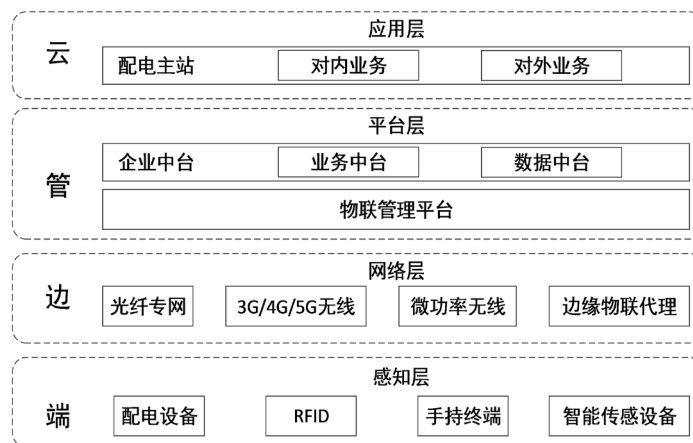 应用层
云
配电主站 对内业务 对外业务
平台层
管
企业中台 业务中台 数据中台
物联管理平台
网络层
边
光纤专网 3G/4G/5G无线 微功率无线 边缘物联代理
感知层
端
配电设备 RFID 手持终端 智能传感设备